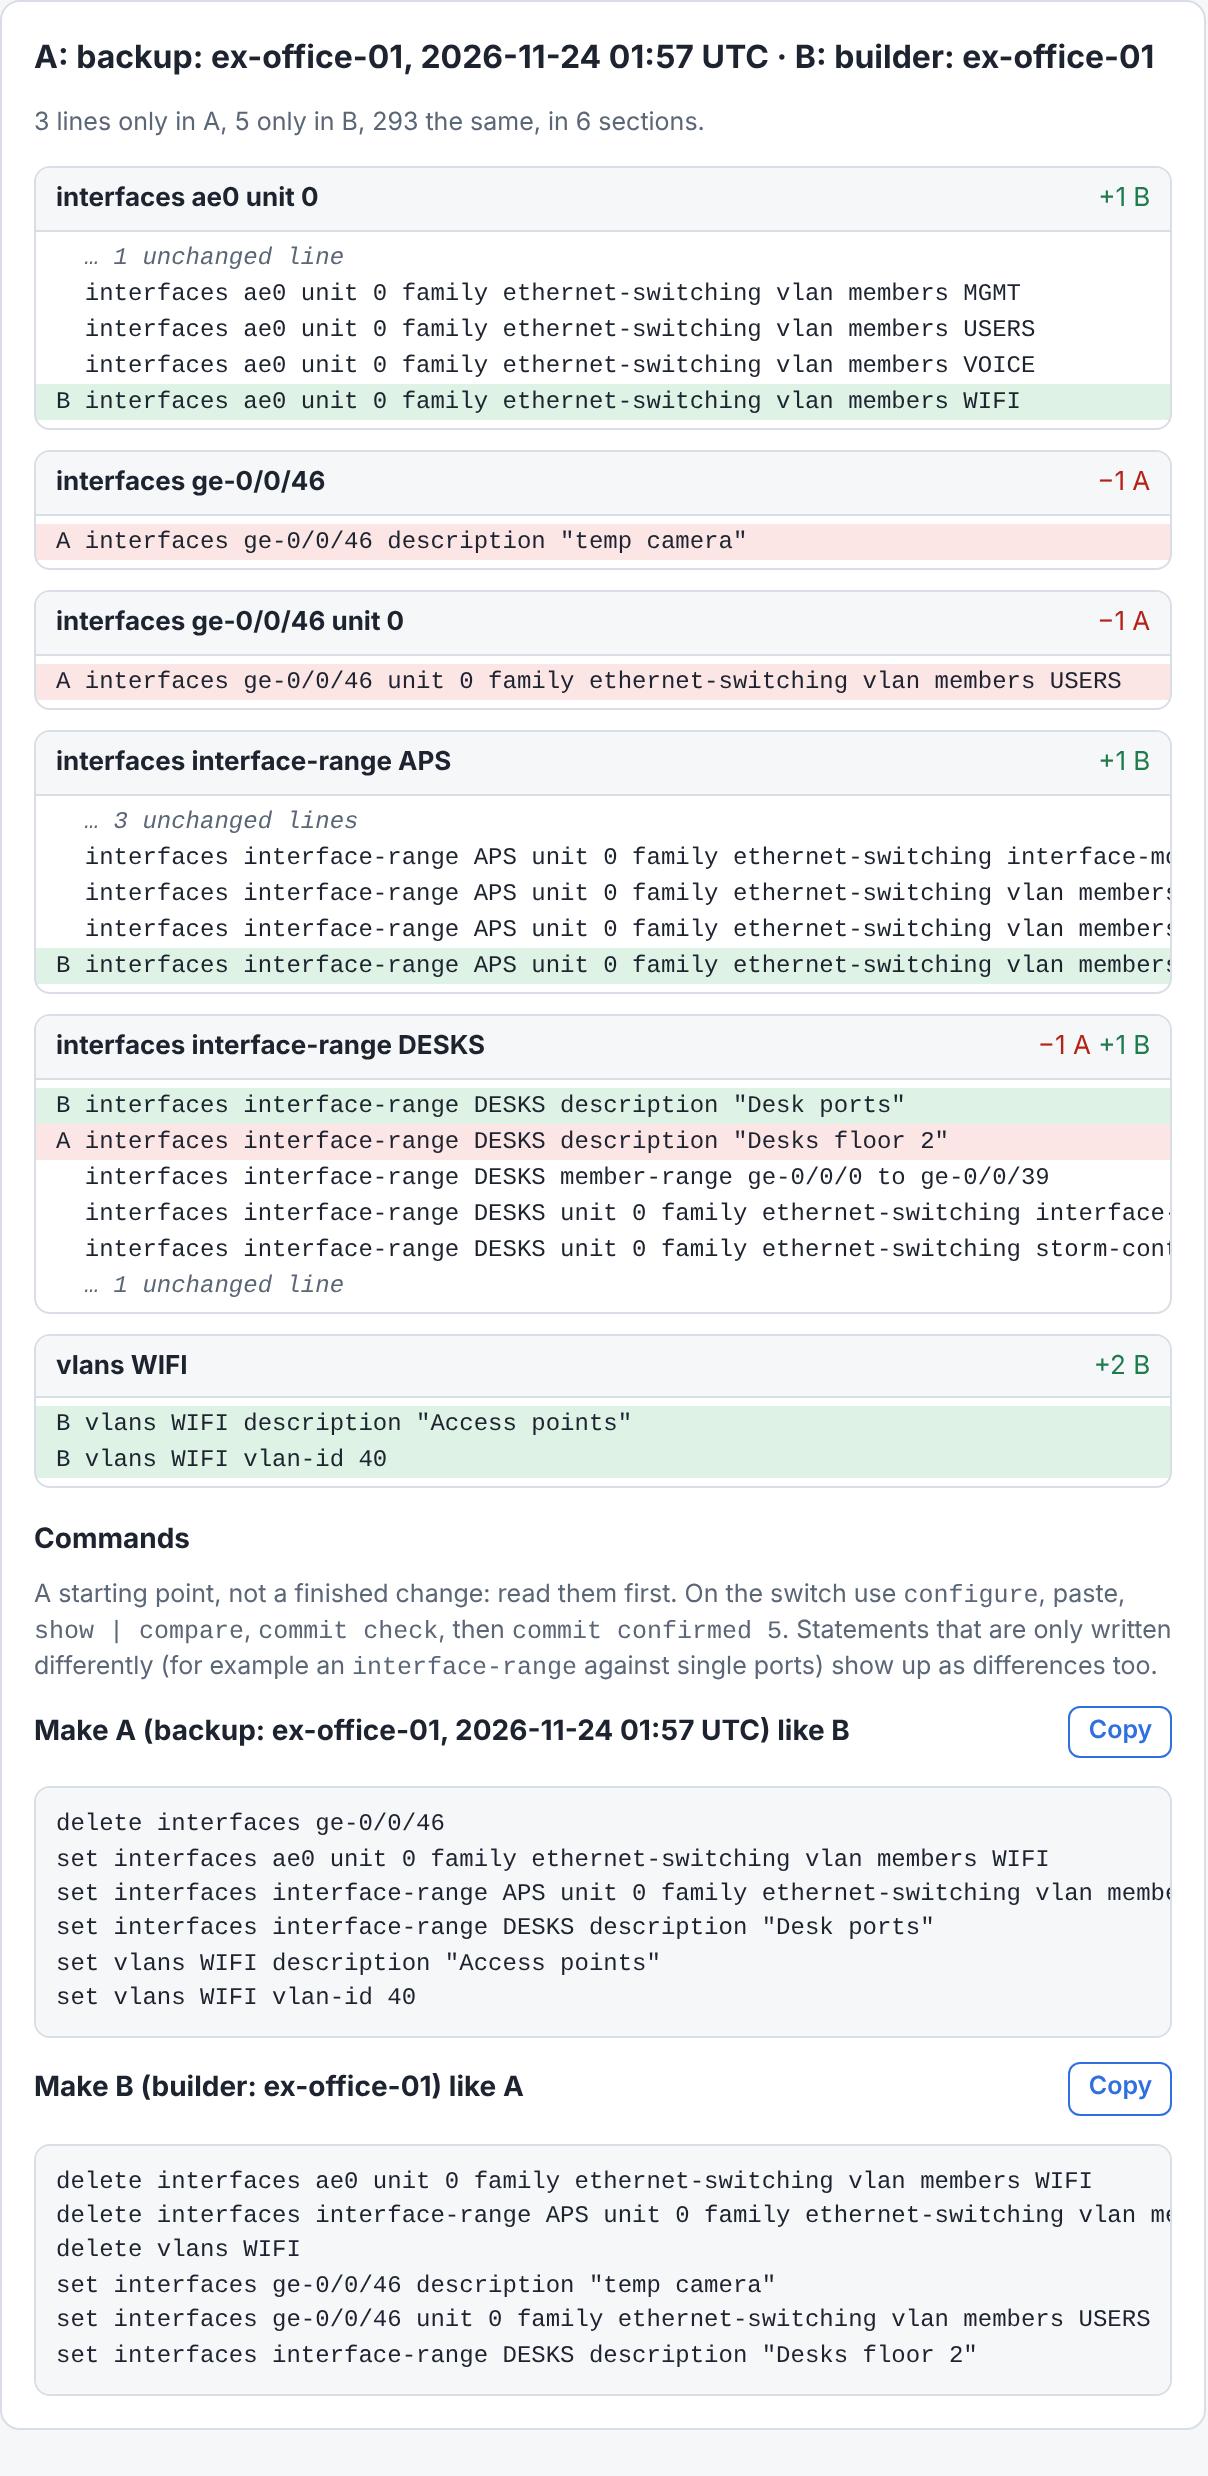 A: backup: ex-office-01, 2026-11-24 01:57 UTC · B: builder: ex-office-01
3 lines only in A, 5 only in B, 293 the same, in 6 sections.
interfaces ae0 unit 0 +1 B
… 1 unchanged line
interfaces ae0 unit 0 family ethernet-switching vlan members MGMT
interfaces ae0 unit 0 family ethernet-switching vlan members USERS
interfaces ae0 unit 0 family ethernet-switching vlan members VOICE
B interfaces ae0 unit 0 family ethernet-switching vlan members WIFI
interfaces ge-0/0/46 −1 A
A interfaces ge-0/0/46 description "temp camera"
interfaces ge-0/0/46 unit 0 −1 A
A interfaces ge-0/0/46 unit 0 family ethernet-switching vlan members USERS
interfaces interface-range APS +1 B
… 3 unchanged lines
interfaces interface-range APS unit 0 family ethernet-switching
interfaces interface-range APS unit 0 family ethernet-switching vlan members
interfaces interface-range APS unit 0 family ethernet-switching vlan members
B interfaces interface-range APS unit 0 family ethernet-switching vlan members
interfaces interface-range DESKS −1 A +1 B
B interfaces interface-range DESKS description "Desk ports"
A interfaces interface-range DESKS description "Desks floor 2"
interfaces interface-range DESKS member-range ge-0/0/0 to ge-0/0/39
interfaces interface-range DESKS unit 0 family ethernet-switching interface-
interfaces interface-range DESKS unit 0 family ethernet-switching
… 1 unchanged line
vlans WIFI +2 B
B vlans WIFI description "Access points"
B vlans WIFI vlan-id 40
Commands
A starting point, not a finished change: read them first. On the switch use configure, paste,
show | compare, commit check, then commit confirmed 5. Statements that are only written
differently (for example an interface-range against single ports) show up as differences too.
Make A (backup: ex-office-01, 2026-11-24 01:57 UTC) like B Copy
delete interfaces ge-0/0/46
set interfaces ae0 unit 0 family ethernet-switching vlan members WIFI
set interfaces interface-range APS unit 0 family ethernet-switching vlan
set interfaces interface-range DESKS description "Desk ports"
set vlans WIFI description "Access points"
set vlans WIFI vlan-id 40
Make B (builder: ex-office-01) like A Copy
delete interfaces ae0 unit 0 family ethernet-switching vlan members WIFI
delete interfaces interface-range APS unit 0 family ethernet-switching vlan
delete vlans WIFI
set interfaces ge-0/0/46 description "temp camera"
set interfaces ge-0/0/46 unit 0 family ethernet-switching vlan members USERS
set interfaces interface-range DESKS description "Desks floor 2"